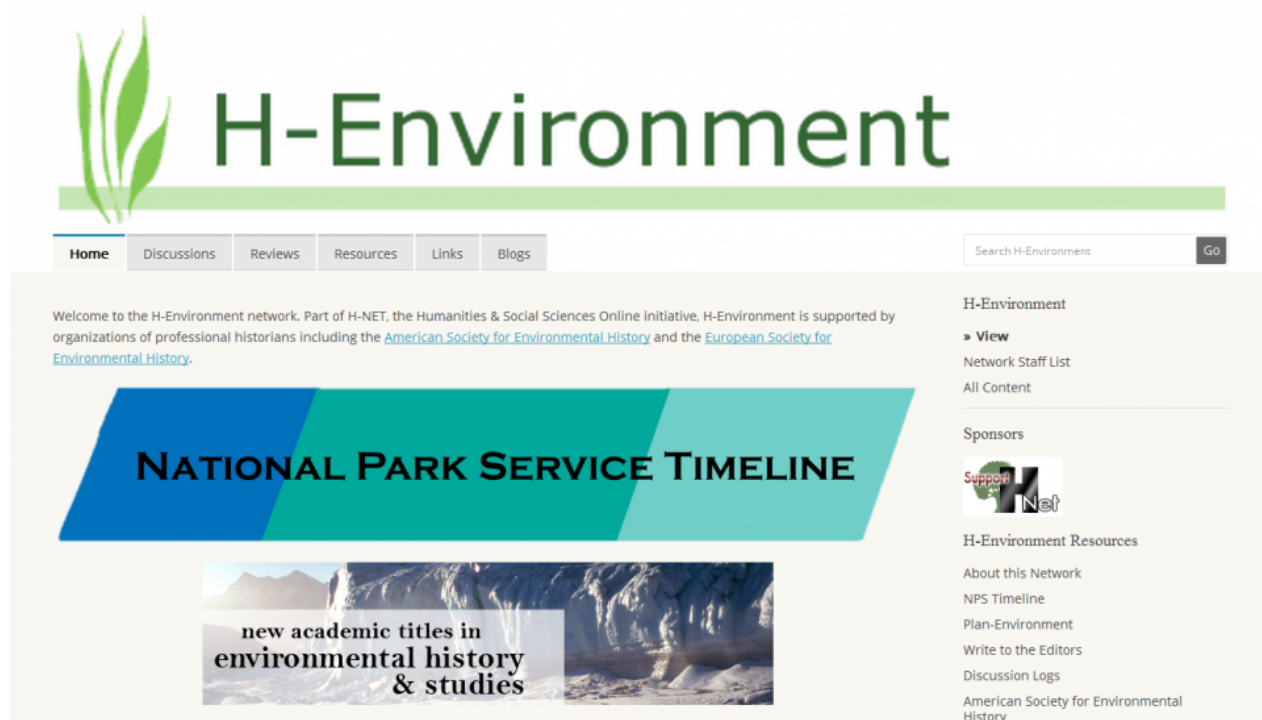 H-Environment
Home
Discussions
Reviews
Resources
Links
Blogs
Search H-Environment
Go
Welcome to the H-Environment network. Part of H-NET, the Humanities & Social Sciences Online initiative, H-Environment is supported by
organizations of professional historians including the American Society for Environmental History and the European Society for
Environmental History.
NATIONAL PARK SERVICE TIMELINE
new academic titles in
environmental history
& studies
H-Environment
» View
Network Staff List
All Content
Sponsors
Support
H
Net
H-Environment Resources
About this Network
NPS Timeline
Plan-Environment
Write to the Editors
Discussion Logs
American Society for Environmental
History